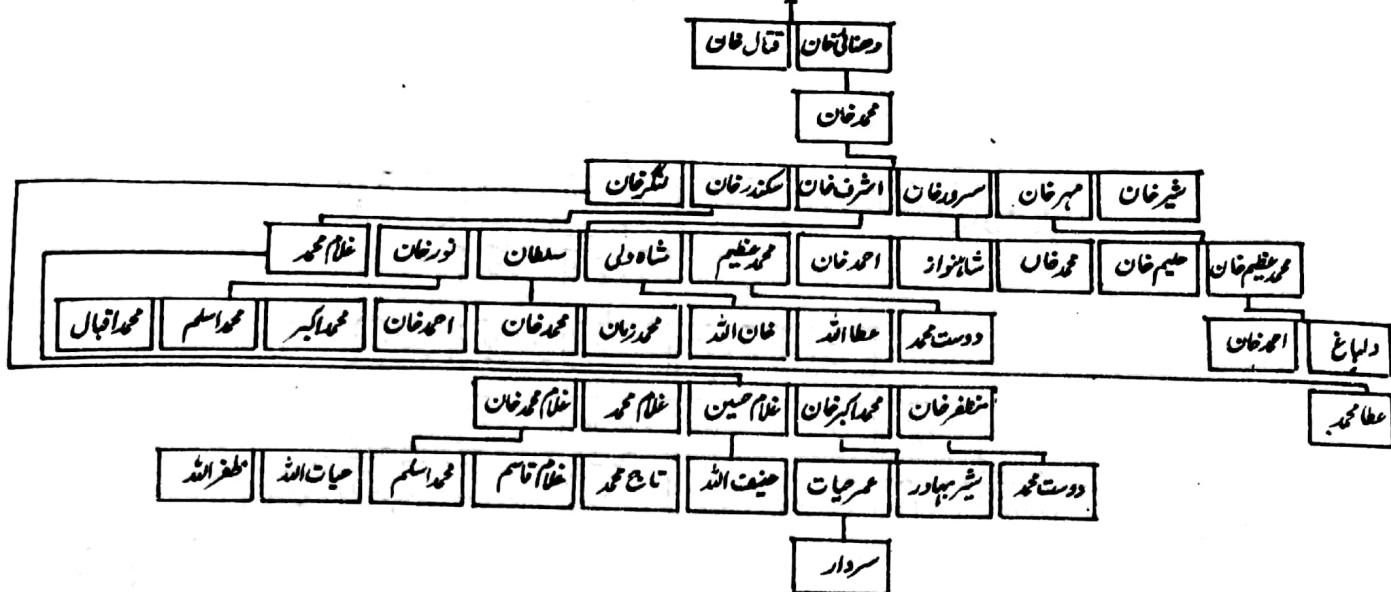 دھنائی خان قتال خان
محمد خان
شیر خان مہر خان سرور خان اشرف خان سکندر خان لنگر خان
محمد عظیم خان حلیم خان محمد خاں شاہنواز احمد خان محمد عظیم شاہ ولی سلطان نور خان غلام محمد
دلباغ احمد خان دوست محمد عطا اللہ خان اللہ محمد زمان محمد خان احمد خان محمد اکبر محمد اسلم محمد اقبال
عطا محمد
مظفر خان محمد اکبر خان غلام حسین غلام محمد غلام محمد خان
دوست محمد شیر بہادر عمر حیات حنیف اللہ تاج محمد غلام قاسم محمد اسلم حیات اللہ ظفر اللہ
سردار